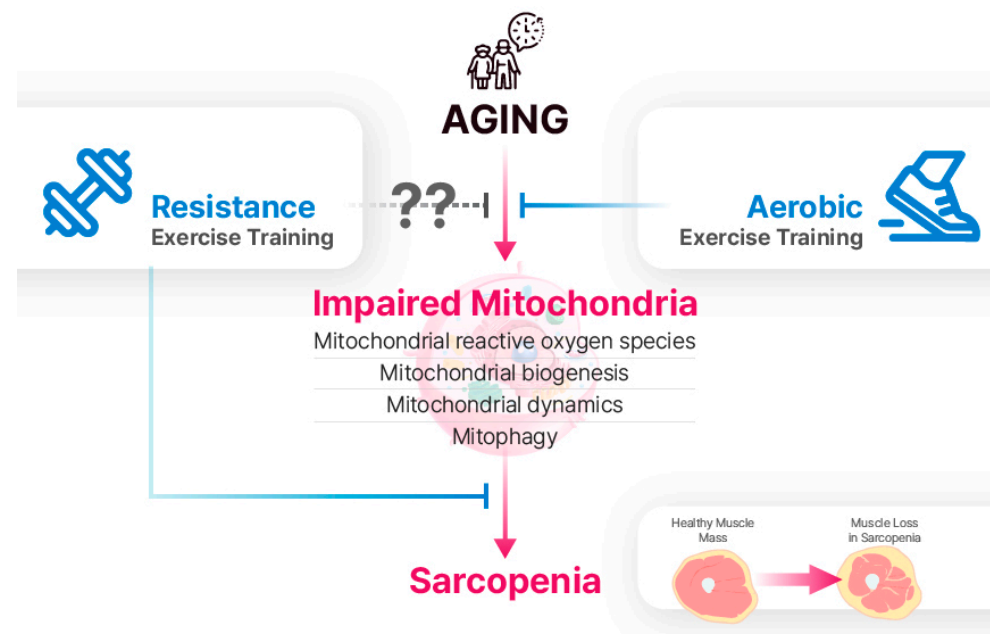 AGING
Resistance
Exercise Training
??
Aerobic
Exercise Training
Impaired Mitochondria
Mitochondrial reactive oxygen species
Mitochondrial biogenesis
Mitochondrial dynamics
Mitophagy
Sarcopenia
Healthy Muscle
Mass
Muscle Loss
in Sarcopenia